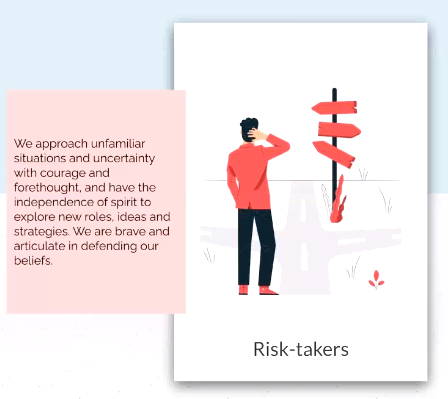 We approach unfamiliar
situations and uncertainty
with courage and
forethought, and have the
independence of spirit to
explore new roles, ideas and
strategies. We are brave and
articulate in defending our
beliefs.
Risk-takers